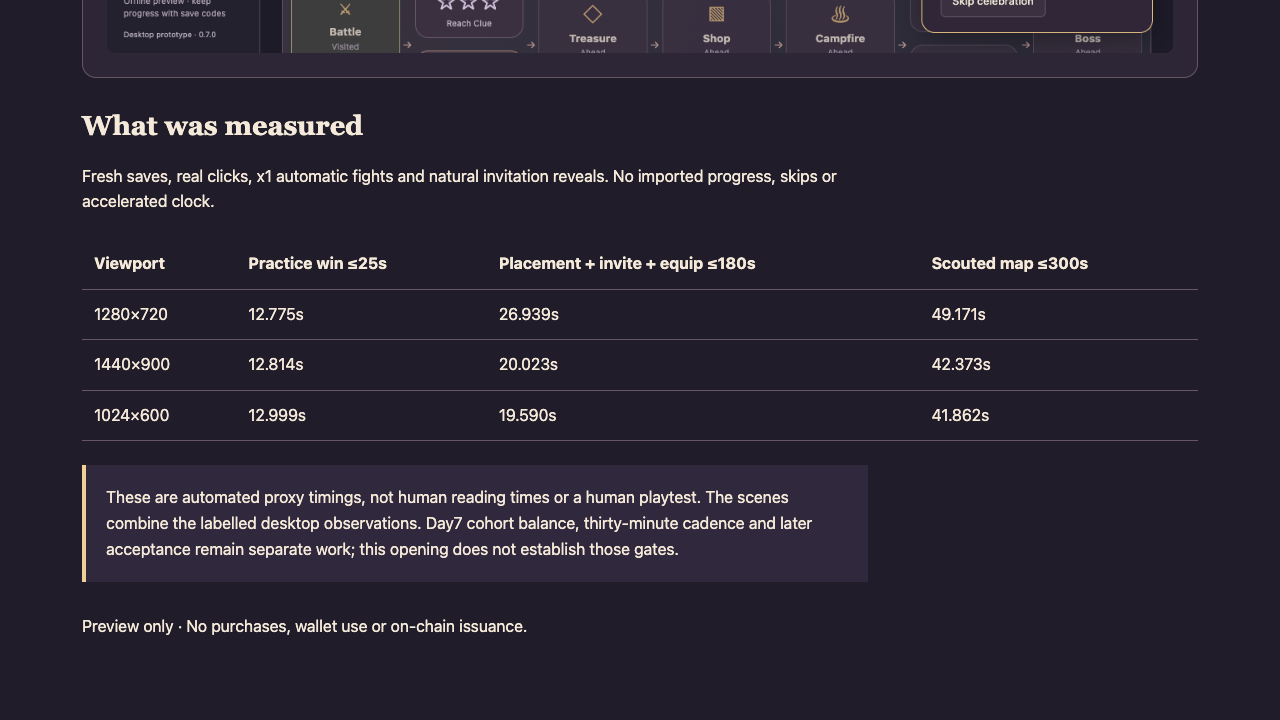 Offline preview · keep
progress with save codes
Desktop prototype · 0.7.0
Battle
Visited
Reach Clue
Treasure
Ahead
Shop
Ahead
Campfire
Ahead
Skip celebration
Boss
Ahead
What was measured
Fresh saves, real clicks, x1 automatic fights and natural invitation reveals. No imported progress, skips or
accelerated clock.
Viewport Practice win ≤25s Placement + invite + equip ≤180s Scouted map ≤300s
1280×720 12.775s 26.939s 49.171s
1440×900 12.814s 20.023s 42.373s
1024×600 12.999s 19.590s 41.862s
These are automated proxy timings, not human reading times or a human playtest. The scenes
combine the labelled desktop observations. Day7 cohort balance, thirty-minute cadence and later
acceptance remain separate work; this opening does not establish those gates.
Preview only · No purchases, wallet use or on-chain issuance.